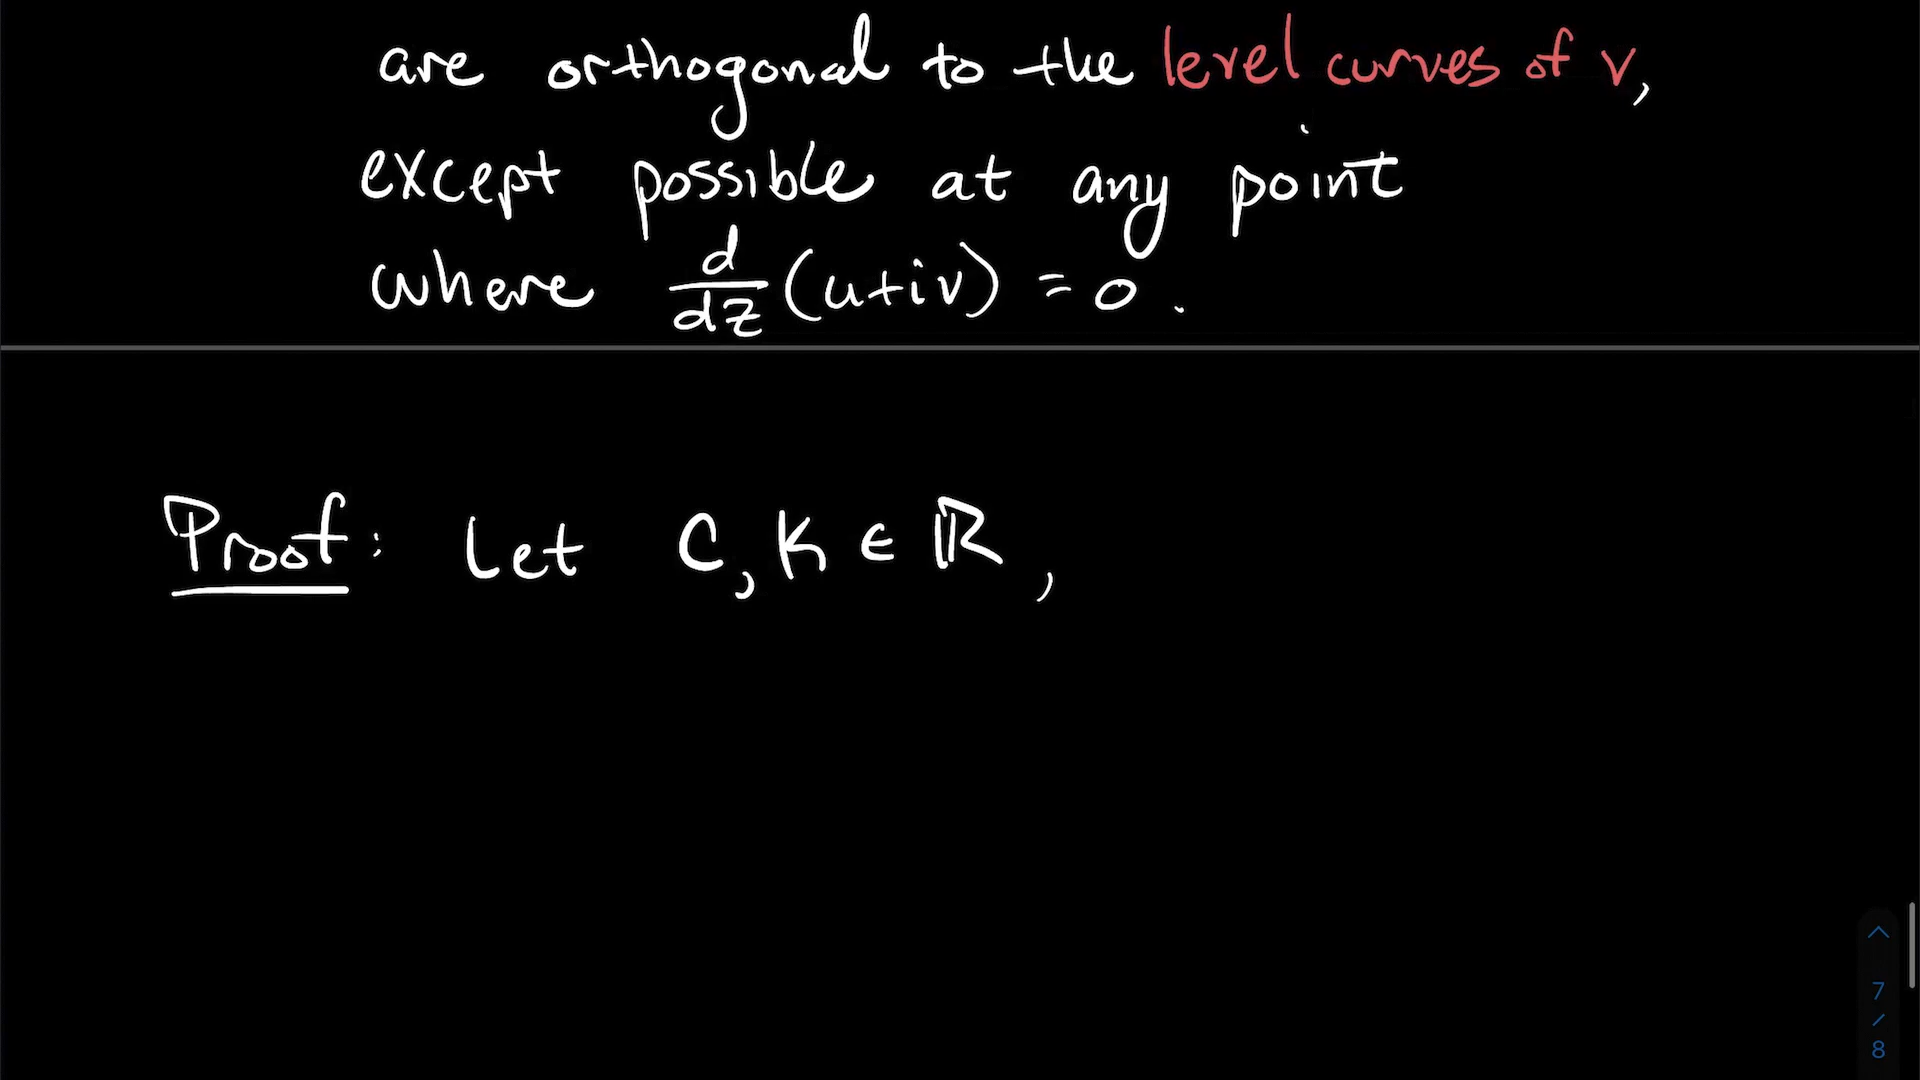 are orthogonal to the level curves of v,
except possible at any point
where d/dz (u+iv) = 0.
Proof: Let C, K ∈ ℝ,
7
/
8